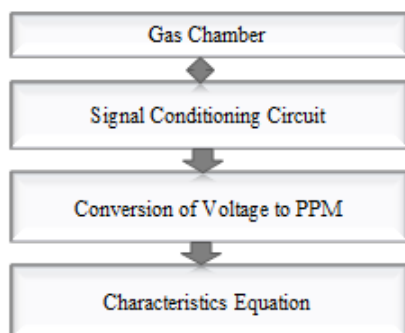 Gas Chamber
Signal Conditioning Circuit
Conversion of Voltage to PPM
Characteristics Equation